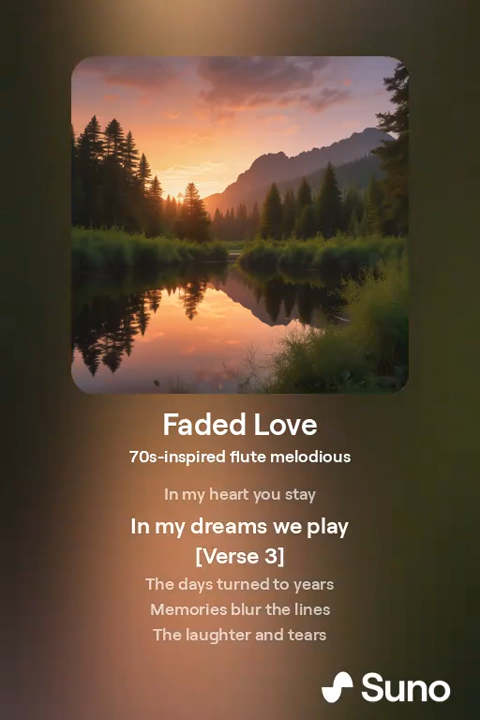 Faded Love
70s-inspired flute melodious
In my heart you stay
In my dreams we play
[Verse 3]
The days turned to years
Memories blur the lines
The laughter and tears
Suno